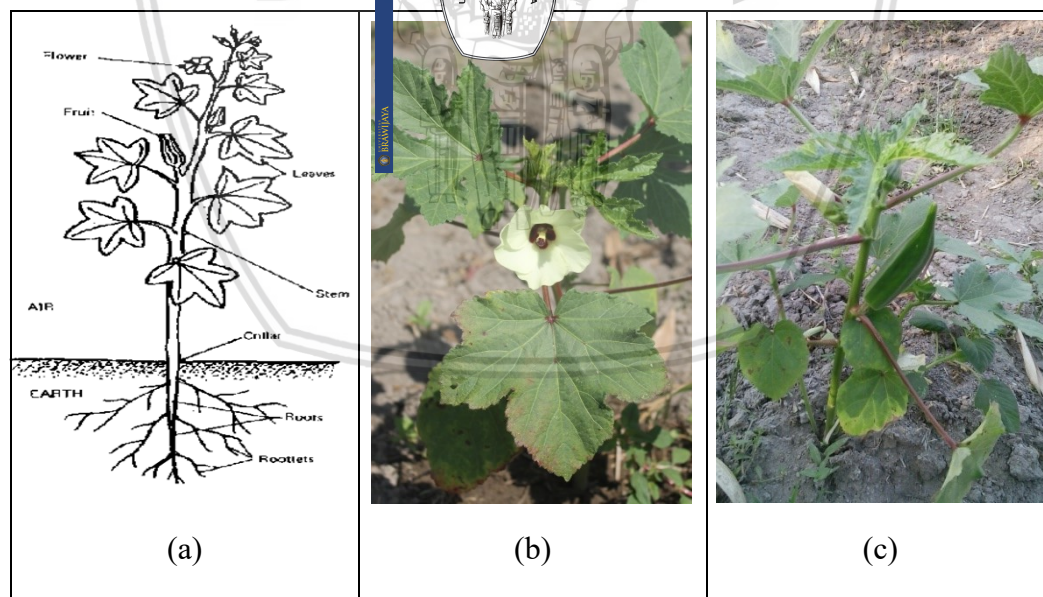 BRAWIJAYA
Flower
Fruit
Leaves
Stem
AIR
Collar
EARTH
Roots
Rootlets
(a)
(b)
(c)